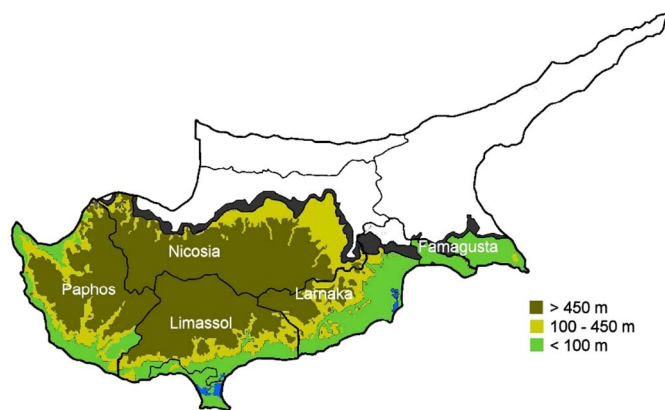 Nicosia
Famagusta
Paphos
Larnaka
Limassol
> 450 m
100 - 450 m
< 100 m